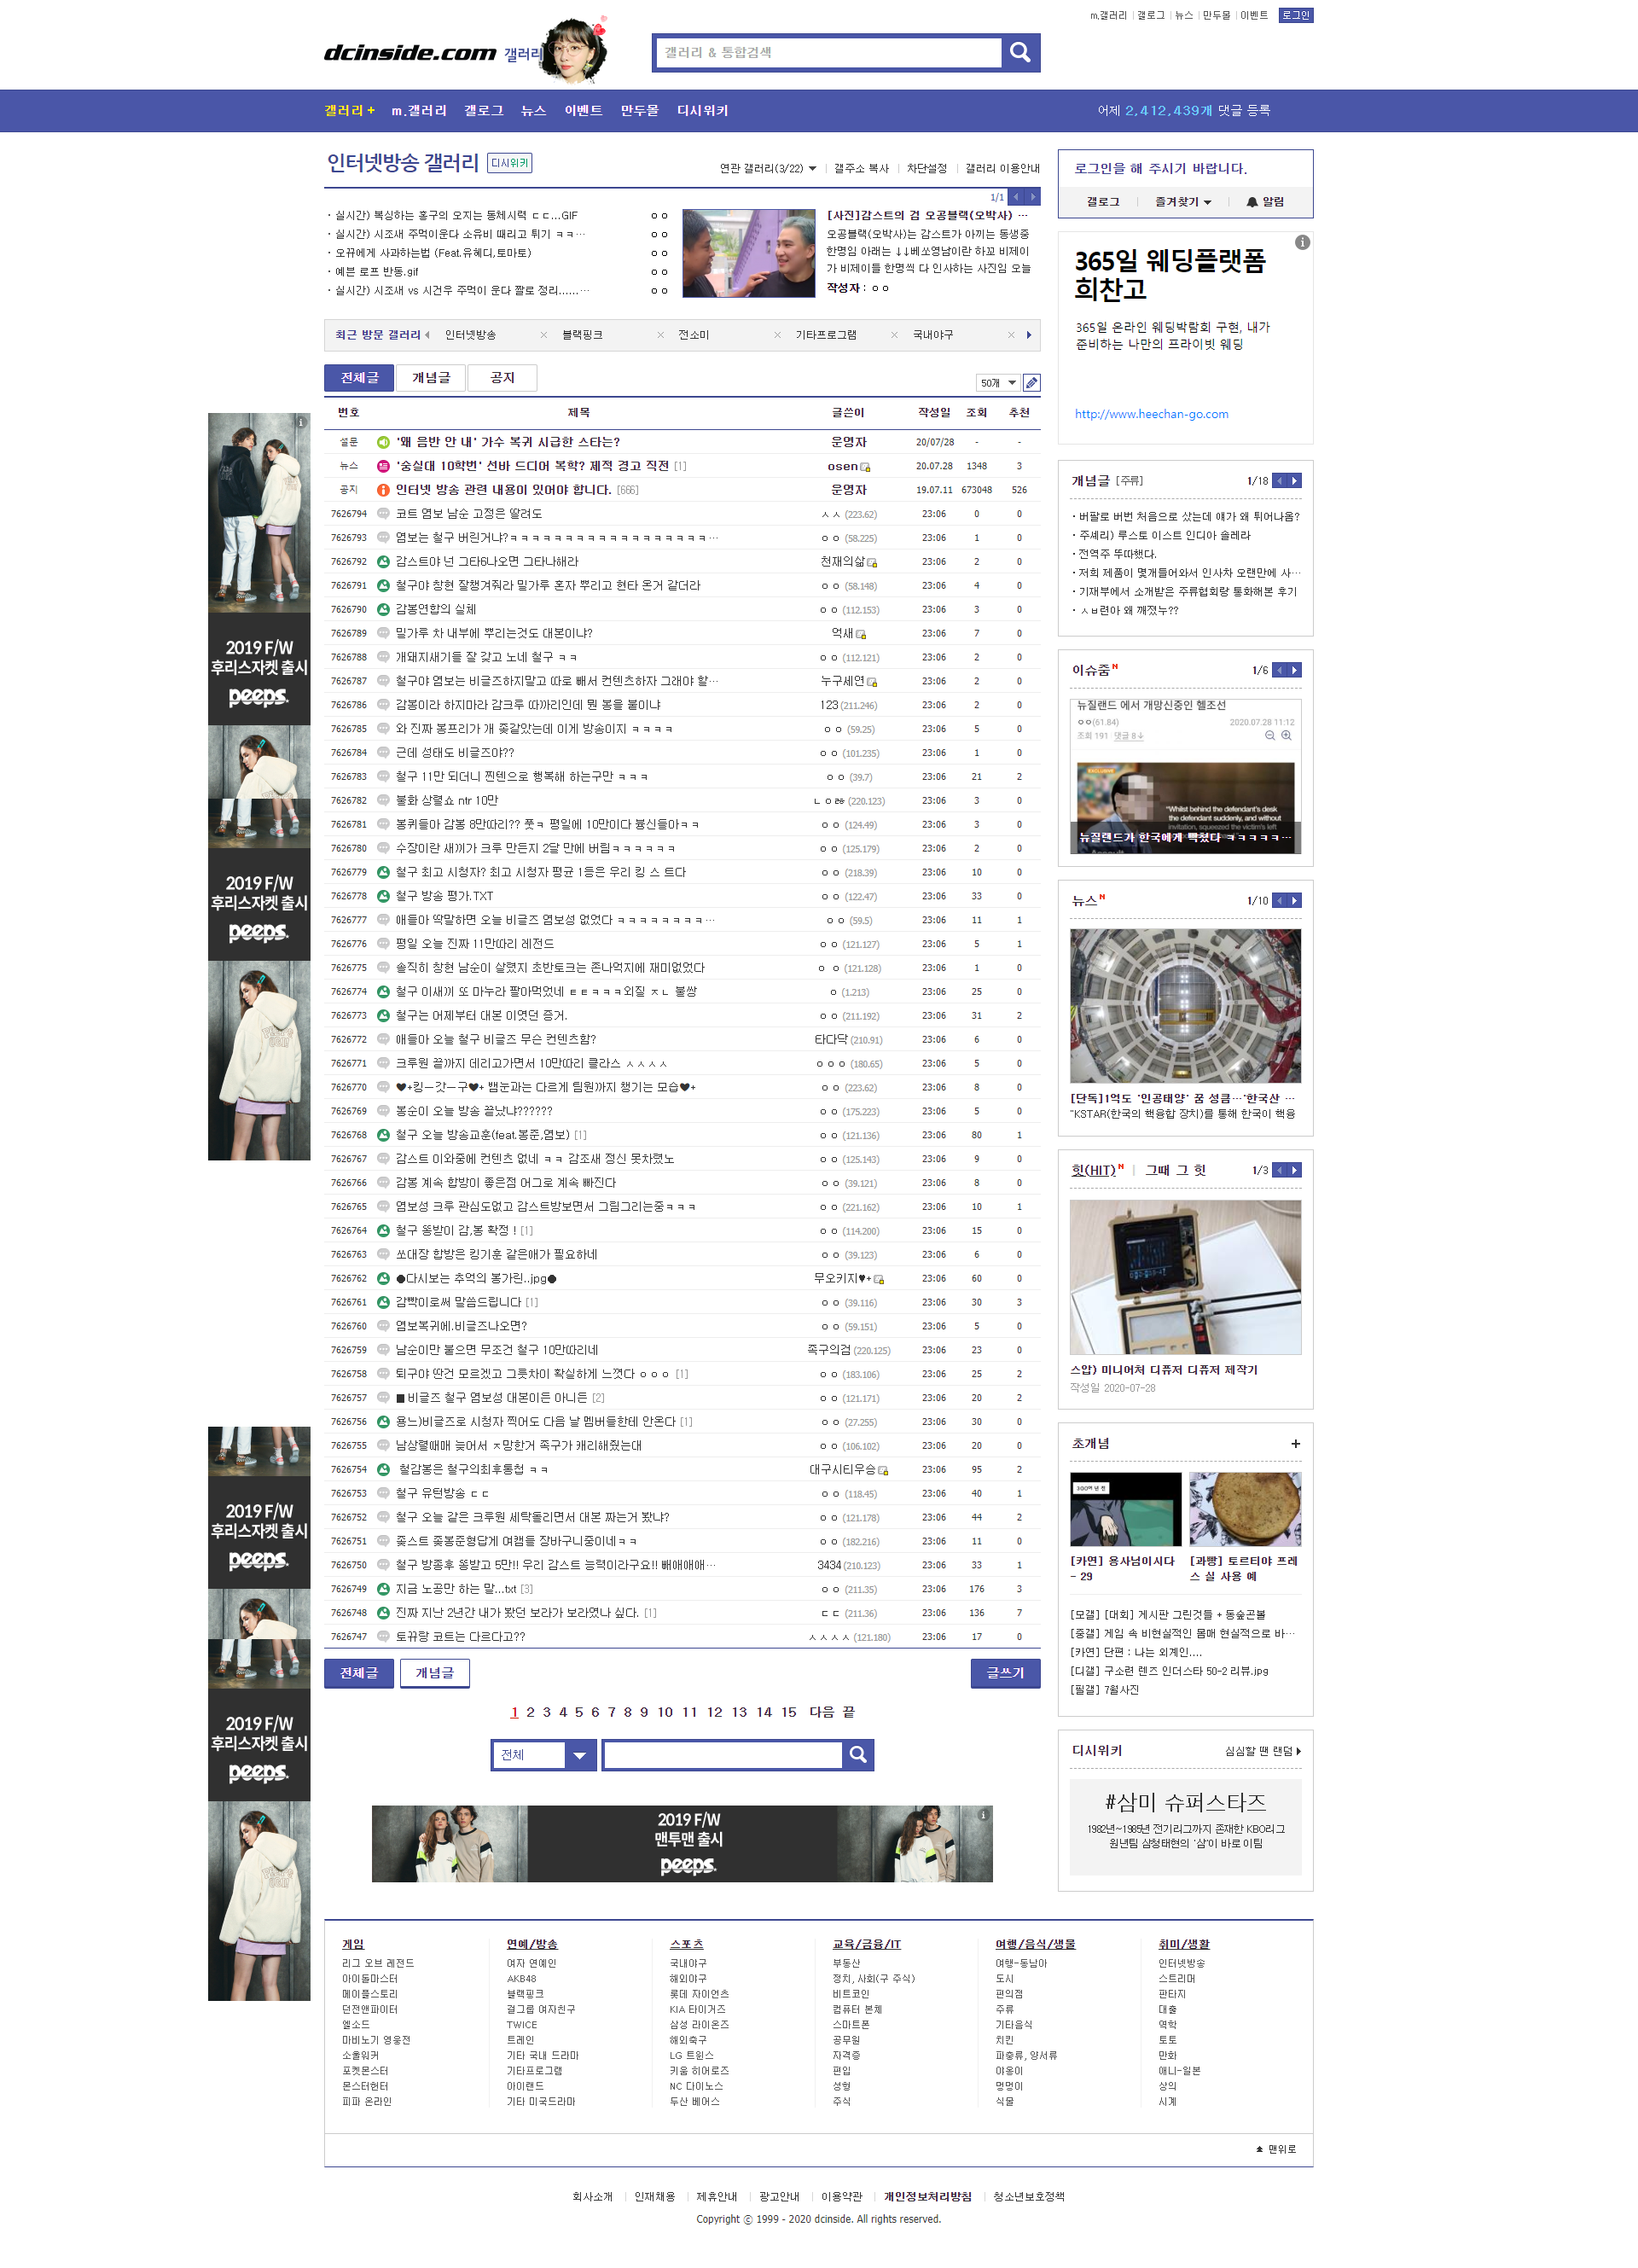 m.갤러리 갤로그 뉴스 만두몰 이벤트 로그인
dcinside.com 갤러리
갤러리 & 통합검색
갤러리 + m.갤러리 갤로그 뉴스 이벤트 만두몰 디시위키
어제 2,412,439개 댓글 등록
인터넷방송 갤러리 디시위키
연관 갤러리(3/22) 갤주소 복사 차단설정 갤러리 이용안내
1/1
· 실시간) 복싱하는 홍구의 오지는 동체시력 ㄷㄷ...GIF ㅇㅇ
· 실시간) 시조새 주먹이운다 소유비 때리고 튀기 ㅋㅋ… ㅇㅇ
· 오뀨에게 사과하는법 (Feat.유혜디,토마토) ㅇㅇ
· 예쁜 로프 반동.gif ㅇㅇ
· 실시간) 시조새 vs 시건우 주먹이 운다 짤로 정리...... ㅇㅇ
[사진]감스트의 검 오공블랙(오박사) …
오공블랙(오박사)는 감스트가 아끼는 동생중
한명임 아래는 ↓↓베쏘영남이란 하꼬 비제이
가 비제이들 한명씩 다 인사하는 사진임 오늘
작성자 : ㅇㅇ
최근 방문 갤러리 인터넷방송 블랙핑크 전소미 기타프로그램 국내야구
전체글 개념글 공지
50개
번호 제목 글쓴이 작성일 조회 추천
설문 '왜 음반 안 내' 가수 복귀 시급한 스타는? 운영자 20/07/28 - -
뉴스 '숭실대 10학번' 선바 드디어 복학? 제적 경고 직전 [1] osen 20.07.28 1348 3
공지 인터넷 방송 관련 내용이 있어야 합니다. [666] 운영자 19.07.11 673048 526
7626794 코트 염보 남순 고정은 딸려도 ㅅㅅ (223.62) 23:06 0 0
7626793 염보는 철구 버린거냐?ㅋㅋㅋㅋㅋㅋㅋㅋㅋㅋㅋㅋㅋㅋㅋㅋㅋㅋ… ㅇㅇ (58.225) 23:06 1 0
7626792 감스트야 넌 그타6나오면 그타나해라 천재의삶 23:06 2 0
7626791 철구야 창현 잘챙겨줘라 밀가루 혼자 뿌리고 현타 온거 같더라 ㅇㅇ (58.148) 23:06 4 0
7626790 감봉연합의 실체 ㅇㅇ (112.153) 23:06 3 0
7626789 밀가루 차 내부에 뿌리는것도 대본이냐? 억새 23:06 7 0
7626788 개돼지새기들 잘 갖고 노네 철구 ㅋㅋ ㅇㅇ (112.121) 23:06 2 0
7626787 철구야 염보는 비글즈하지말고 따로 빼서 컨텐츠하자 그래야 할… 누구세연 23:06 2 0
7626786 감봉이라 하지마라 감크루 따까리인데 뭔 봉을 붙이냐 123 (211.246) 23:06 2 0
7626785 와 진짜 봉프리가 개 좆같았는데 이게 방송이지 ㅋㅋㅋㅋ ㅇㅇ (59.25) 23:06 5 0
7626784 근데 성태도 비글즈야?? ㅇㅇ (101.235) 23:06 1 0
7626783 철구 11만 되더니 찐텐으로 행복해 하는구만 ㅋㅋㅋ ㅇㅇ (39.7) 23:06 21 2
7626782 불화 상렬쇼 ntr 10만 (220.123) 23:06 3 0
7626781 봉퀴들아 감봉 8만따리?? 풋ㅋ 평일에 10만이다 븅신들아ㅋㅋ ㅇㅇ (124.49) 23:06 3 0
7626780 수장이란 새끼가 크루 만든지 2달 만에 버림ㅋㅋㅋㅋㅋㅋ ㅇㅇ (125.179) 23:06 2 0
7626779 철구 최고 시청자? 최고 시청자 평균 1등은 우리 킹 스 트다 ㅇㅇ (218.39) 23:06 10 0
7626778 철구 방송 평가.TXT ㅇㅇ (122.47) 23:06 33 0
7626777 애들아 딱말하면 오늘 비글즈 염보성 없었다 ㅋㅋㅋㅋㅋㅋㅋㅋ… ㅇㅇ (59.5) 23:06 11 1
7626776 평일 오늘 진짜 11만따리 레전드 ㅇㅇ (121.127) 23:06 5 1
7626775 솔직히 창현 남순이 살렸지 초반토크는 존나억지에 재미없었다 ㅇ ㅇ (121.128) 23:06 1 0
7626774 철구 이새끼 또 마누라 팔아먹었네 ㅌㅌㅋㅋㅋ외질 ㅈㄴ 불쌍 ㅇ (1.213) 23:06 25 0
7626773 철구는 어제부터 대본 이엿던 증거. ㅇㅇ (211.192) 23:06 31 2
7626772 애들아 오늘 철구 비글즈 무슨 컨텐츠함? 타다닥 (210.91) 23:06 6 0
7626771 크루원 끝까지 데리고가면서 10만따리 클라스 ㅅㅅㅅㅅ ㅇㅇㅇ (180.65) 23:06 5 0
7626770 ♥+킹ㅡ갓ㅡ구♥+ 뱀눈과는 다르게 팀원까지 챙기는 모습♥+ ㅇㅇ (223.62) 23:06 8 0
7626769 봉순이 오늘 방송 끝났냐?????? ㅇㅇ (175.223) 23:06 5 0
7626768 철구 오늘 방송교훈(feat.봉준,염보) [1] ㅇㅇ (121.136) 23:06 80 1
7626767 감스트 이와중에 컨텐츠 없네 ㅋㅋ 감조새 정신 못차렸노 ㅇㅇ (125.143) 23:06 9 0
7626766 감봉 계속 합방이 좋은점 어그로 계속 빠진다 ㅇㅇ (39.121) 23:06 8 0
7626765 염보성 크루 관심도없고 감스트방보면서 그림그리는중ㅋㅋㅋ ㅇㅇ (221.162) 23:06 10 1
7626764 철구 똥받이 감,봉 확정 ! [1] ㅇㅇ (114.200) 23:06 15 0
7626763 쏘대장 합방은 킹기훈 같은애가 필요하네 ㅇㅇ (39.123) 23:06 6 0
7626762 ●다시보는 추억의 봉가린..jpg● 무오키지♥+ 23:06 60 0
7626761 감빡이로써 말씀드립니다 [1] ㅇㅇ (39.116) 23:06 30 3
7626760 염보복귀에.비글즈나오면? ㅇㅇ (59.151) 23:06 5 0
7626759 남순이만 붙으면 무조건 철구 10만따리네 족구의검 (220.125) 23:06 23 0
7626758 퇴구야 딴건 모르겠고 그릇차이 확실하게 느꼈다 ㅇㅇㅇ [1] ㅇㅇ (183.106) 23:06 25 2
7626757 ■ 비글즈 철구 염보성 대본이든 아니든 [2] ㅇㅇ (121.171) 23:06 20 2
7626756 용느)비글즈로 시청자 찍어도 다음 날 멤버들한테 안온다 [1] ㅇㅇ (27.255) 23:06 30 0
7626755 남상렬때매 늦어서 ㅈ망한거 족구가 캐리해줬는대 ㅇㅇ (106.102) 23:06 20 0
7626754 철감봉은 철구의최후통첩 ㅋㅋ 대구시티우승 23:06 95 2
7626753 철구 유턴방송 ㄷㄷ ㅇㅇ (118.45) 23:06 40 1
7626752 철구 오늘 같은 크루원 세탁돌리면서 대본 짜는거 봤냐? ㅇㅇ (121.178) 23:06 44 2
7626751 좆스트 좆봉준형답게 여캠들 장바구니중이네ㅋㅋ ㅇㅇ (182.216) 23:06 11 0
7626750 철구 방종후 똥받고 5만!! 우리 감스트 능력이라구요!! 빼애애애애… 3434 (210.123) 23:06 33 1
7626749 지금 노공만 하는 말...txt [3] ㅇㅇ (211.35) 23:06 176 3
7626748 진짜 지난 2년간 내가 봤던 보라가 보라였나 싶다. [1] ㄷㄷ (211.36) 23:06 136 7
7626747 토뀨랑 코트는 다르다고?? ㅅㅅㅅㅅ (121.180) 23:06 17 0
전체글 개념글 글쓰기
1 2 3 4 5 6 7 8 9 10 11 12 13 14 15 다음 끝
전체
2019 F/W
맨투맨 출시
peeps.
로그인을 해 주시기 바랍니다.
갤로그 즐겨찾기 알림
365일 웨딩플랫폼
희찬고
365일 온라인 웨딩박람회 구현, 내가
준비하는 나만의 프라이빗 웨딩
http://www.heechan-go.com
개념글 [주류] 1/18
· 버팔로 버번 처음으로 샀는데 얘가 왜 튀어나옴?
· 주셰리) 루스토 이스트 인디아 솔레라
· 전역주 뚜따했다.
· 저희 제품이 몇개들어와서 인사차 오랜만에 사…
· 기재부에서 소개받은 주류협회랑 통화해본 후기
· ㅅㅂ련아 왜 깨졌누??
이슈줌 N 1/6
뉴질랜드 에서 개망신중인 헬조선
ㅇㅇ(61.84) 2020.07.28 11:12
조회 191 댓글 8↓
EXCLUSIVE
"Whilst behind the defendant's desk
the defendant suddenly, and without
invitation, squeezed the victim's left
뉴질랜드가 한국에게 빡쳤다 ㅋㅋㅋㅋㅋ…
뉴스 N 1/10
[단독]1억도 '인공태양' 꿈 성큼…'한국산 …
"KSTAR(한국의 핵융합 장치)를 통해 한국이 핵융
힛(HIT) N 그때 그 힛 1/3
스압) 미니어처 디퓨저 디퓨저 제작기
작성일 2020-07-28
초개념 +
300억 년 전
[카연] 용사님이시다
- 29
[과빵] 토르티야 프레
스 실 사용 예
[모갤] [대회] 게시판 그린것들 + 동숲곤볼
[중갤] 게임 속 비현실적인 몸매 현실적으로 바…
[카연] 단편 : 나는 외계인....
[디갤] 구소련 렌즈 인더스타 50-2 리뷰.jpg
[필갤] 7월사진
디시위키 심심할 땐 랜덤
#삼미 슈퍼스타즈
1982년~1985년 전기리그까지 존재한 KBO리그
원년팀 삼청태현의 '삼'이 바로 이팀
2019 F/W
후리스자켓 출시
peeps.
2019 F/W
후리스자켓 출시
peeps.
2019 F/W
후리스자켓 출시
peeps.
2019 F/W
후리스자켓 출시
peeps.
게임 연예/방송 스포츠 교육/금융/IT 여행/음식/생물 취미/생활
리그 오브 레전드 여자 연예인 국내야구 부동산 여행-동남아 인터넷방송
아이돌마스터 AKB48 해외야구 정치, 사회(구 주식) 도시 스트리머
메이플스토리 블랙핑크 롯데 자이언츠 비트코인 편의점 판타지
던전앤파이터 걸그룹 여자친구 KIA 타이거즈 컴퓨터 본체 주류 대출
엘소드 TWICE 삼성 라이온즈 스마트폰 기타음식 역학
마비노기 영웅전 트레인 해외축구 공무원 치킨 토토
소울워커 기타 국내 드라마 LG 트윈스 자격증 파충류, 양서류 만화
포켓몬스터 기타프로그램 키움 히어로즈 편입 야옹이 애니-일본
몬스터헌터 아이랜드 NC 다이노스 성형 멍멍이 상의
피파 온라인 기타 미국드라마 두산 베어스 주식 식물 시계
맨위로
회사소개 인재채용 제휴안내 광고안내 이용약관 개인정보처리방침 청소년보호정책
Copyright ⓒ 1999 - 2020 dcinside. All rights reserved.